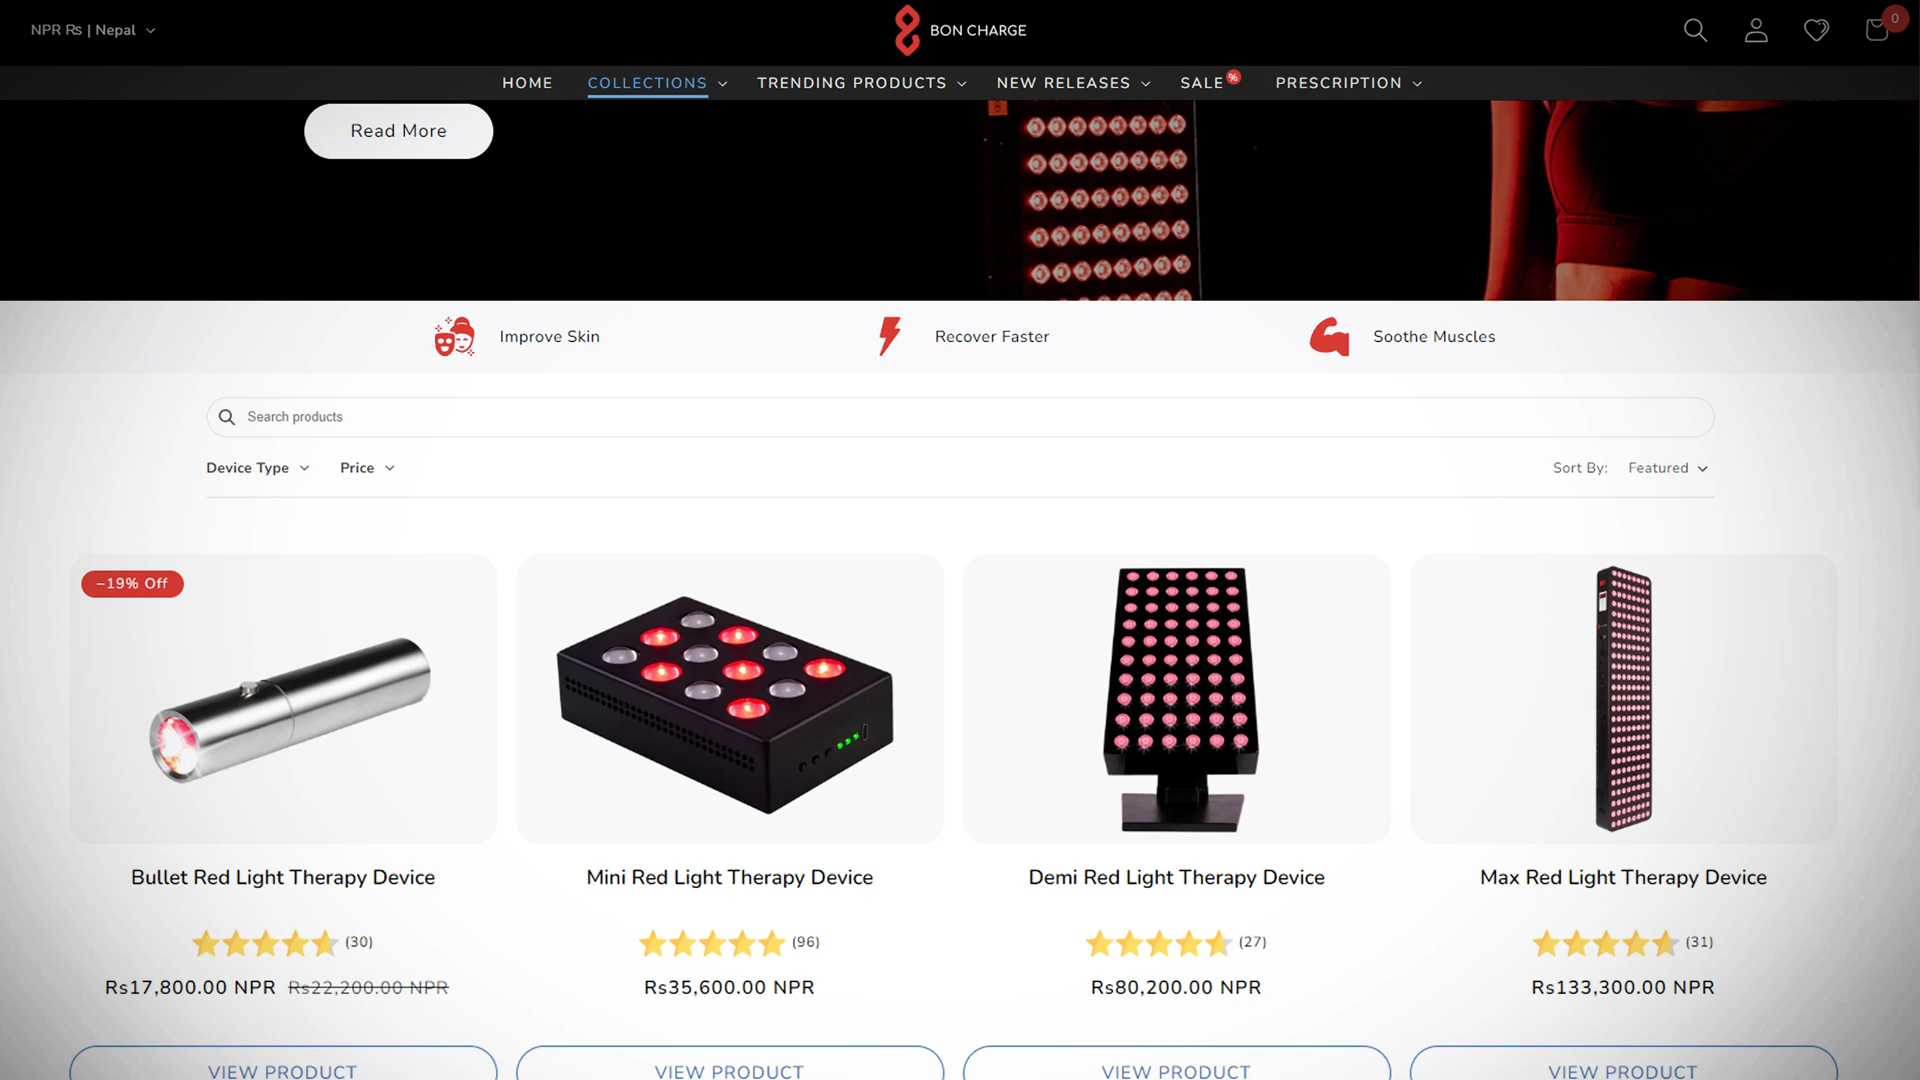 NPR ₨ | Nepal
BON CHARGE
0
HOME
COLLECTIONS
TRENDING PRODUCTS
NEW RELEASES
SALE
%
PRESCRIPTION
Read More
Improve Skin
Recover Faster
Soothe Muscles
Search products
Device Type
Price
Sort By:
Featured
–19% Off
Bullet Red Light Therapy Device
Mini Red Light Therapy Device
Demi Red Light Therapy Device
Max Red Light Therapy Device
(30)
(96)
(27)
(31)
Rs17,800.00 NPR Rs22,200.00 NPR
Rs35,600.00 NPR
Rs80,200.00 NPR
Rs133,300.00 NPR
VIEW PRODUCT
VIEW PRODUCT
VIEW PRODUCT
VIEW PRODUCT